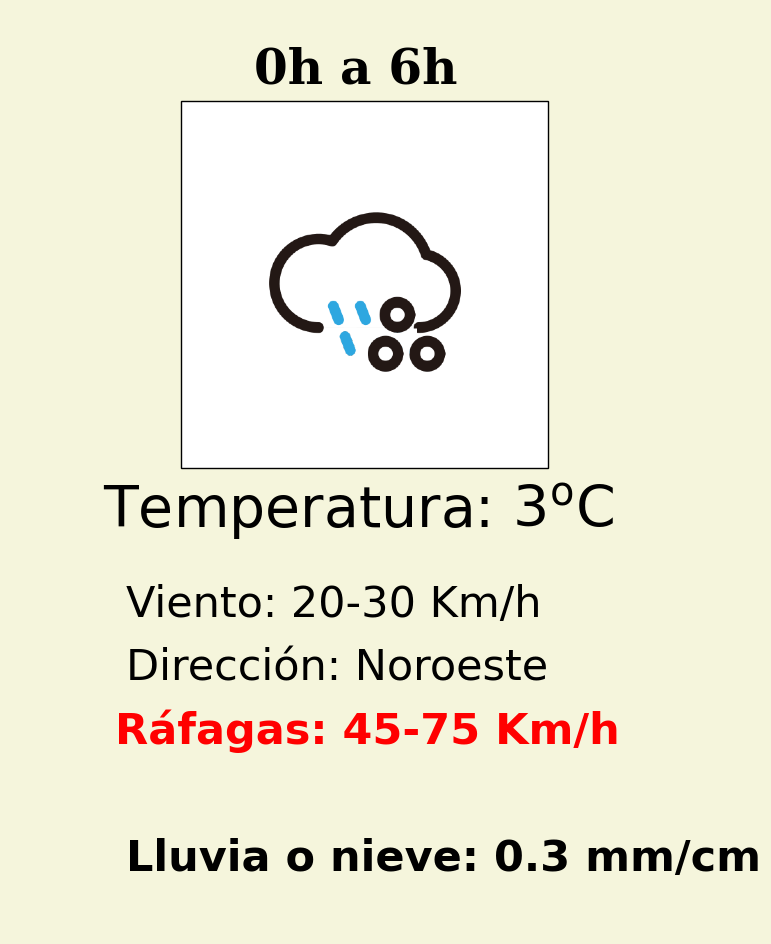 0h a 6h
Temperatura: 3ºC
Viento: 20-30 Km/h
Dirección: Noroeste
Ráfagas: 45-75 Km/h
Lluvia o nieve: 0.3 mm/cm